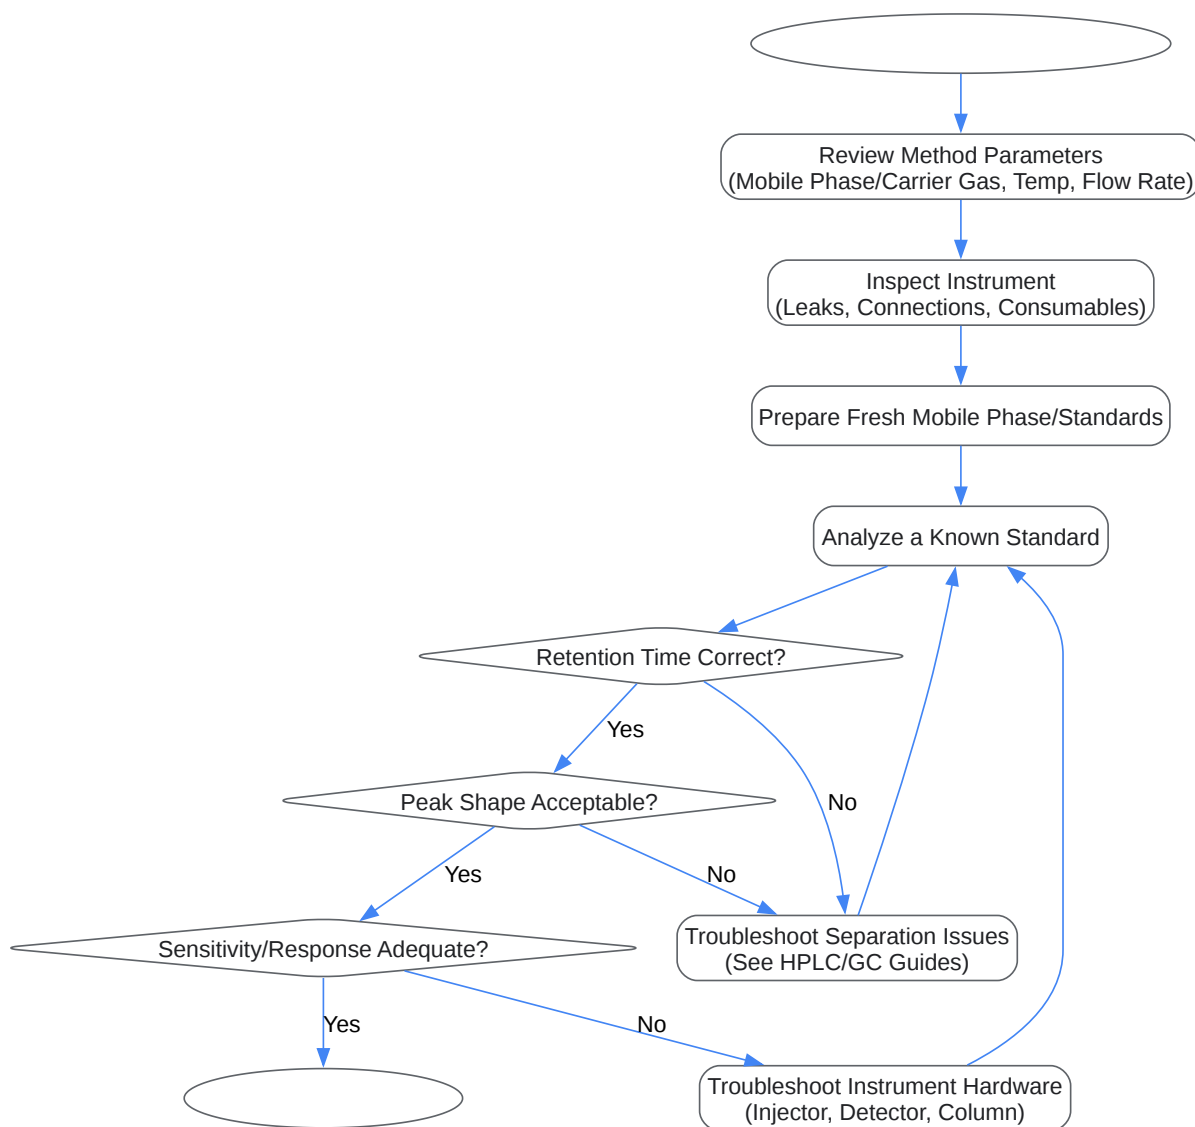 Review Method Parameters
(Mobile Phase/Carrier Gas, Temp, Flow Rate)
Inspect Instrument
(Leaks, Connections, Consumables)
Prepare Fresh Mobile Phase/Standards
Analyze a Known Standard
Retention Time Correct?
Yes
Peak Shape Acceptable?
No
Yes
No
Sensitivity/Response Adequate?
Troubleshoot Separation Issues
(See HPLC/GC Guides)
Yes
No
Troubleshoot Instrument Hardware
(Injector, Detector, Column)